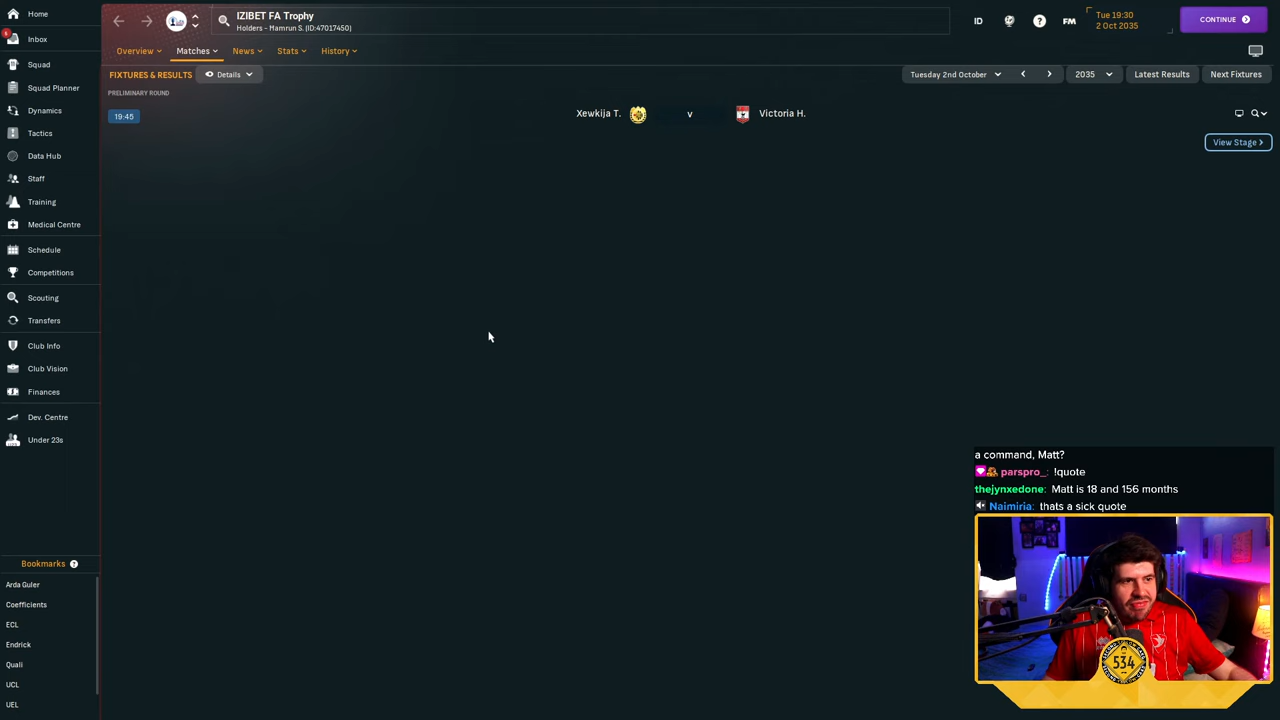 Home
IZIBET FA Trophy
Holders - Hamrun S. (ID:47017450)
ID
FM
Tue 19:30
2 Oct 2035
CONTINUE
6
Inbox
Overview
Matches
News
Stats
History
Squad
FIXTURES & RESULTS
Details
Tuesday 2nd October
2035
Latest Results
Next Fixtures
Squad Planner
PRELIMINARY ROUND
Dynamics
19:45
Xewkija T.
v
Victoria H.
Tactics
View Stage
Data Hub
Staff
Training
Medical Centre
Schedule
Competitions
Scouting
Transfers
Club Info
Club Vision
Finances
Dev. Centre
Under 23s
a command, Matt?
parspro_: !quote
thejynxedone: Matt is 18 and 156 months
Naimiria: thats a sick quote
Bookmarks
Arda Guler
Coefficients
ECL
Endrick
Quali
UCL
UEL
534